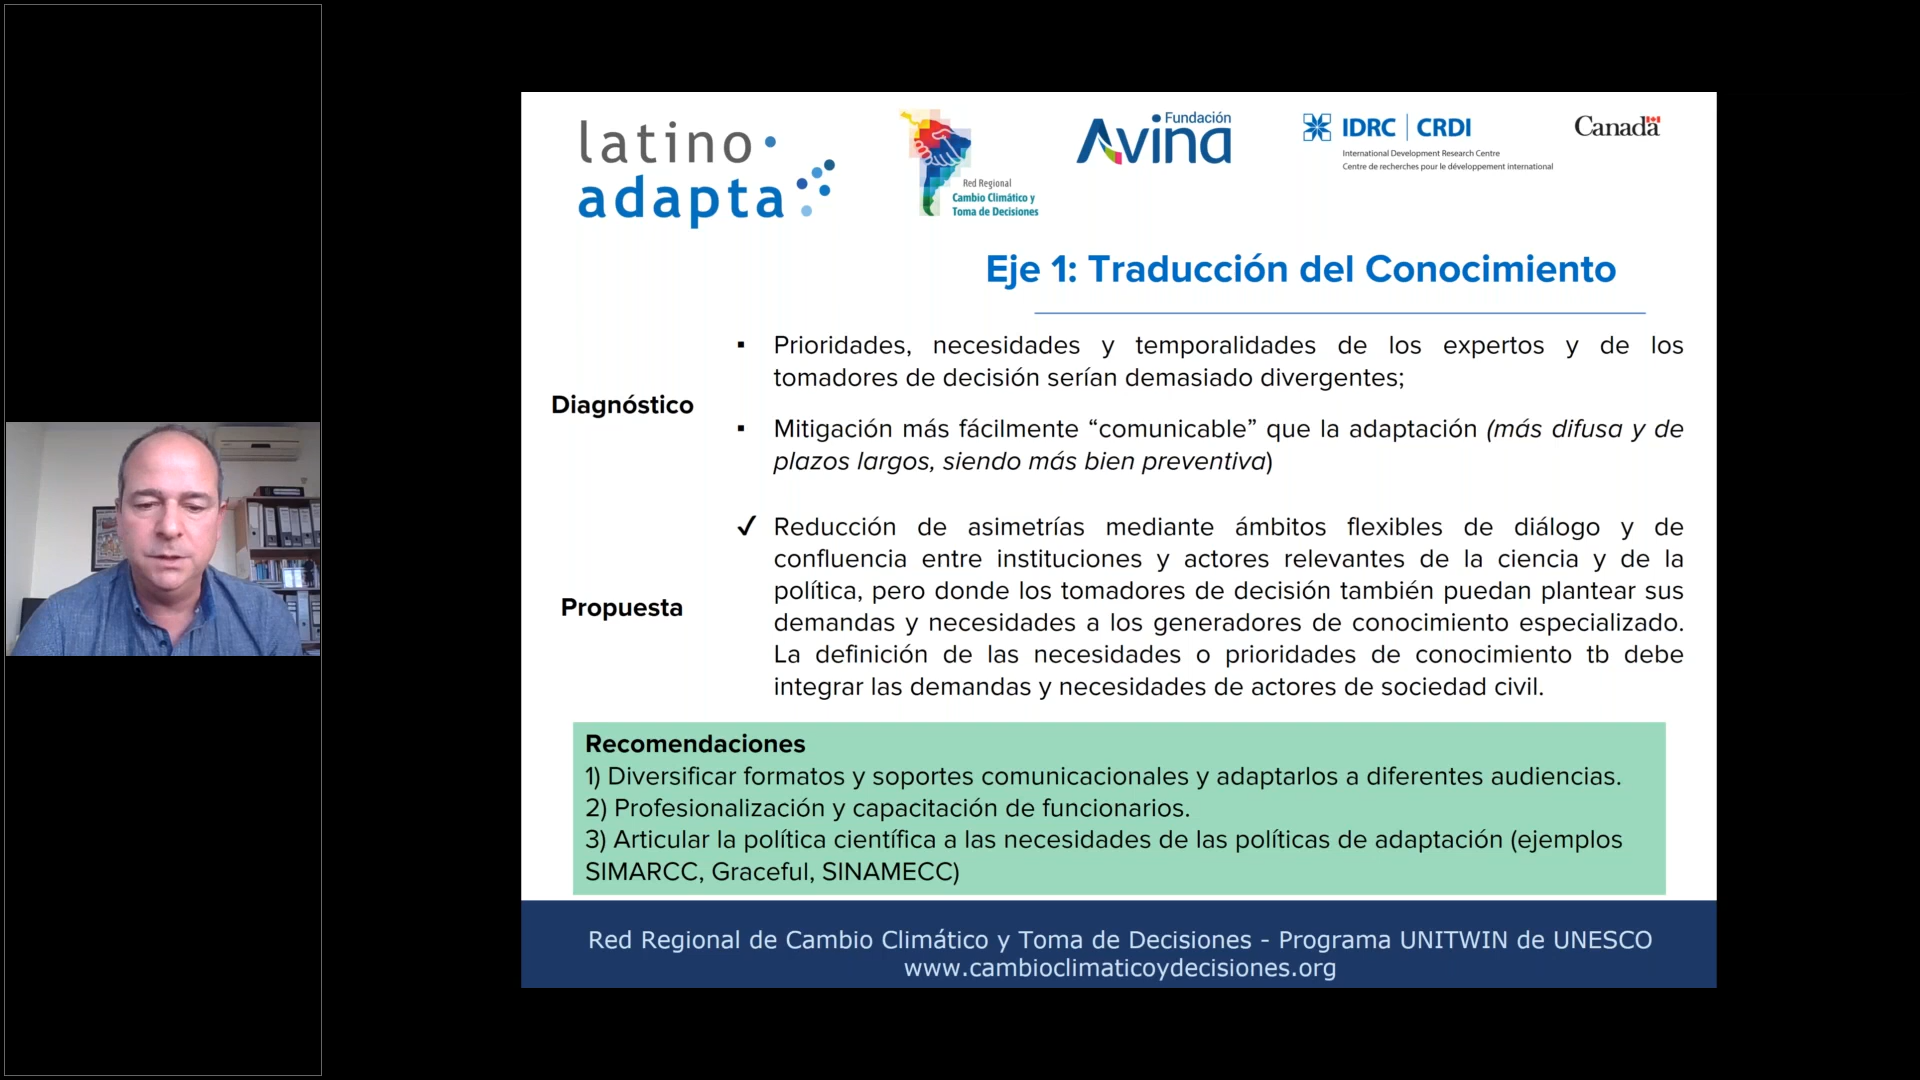 latino
adapta
Red Regional
Cambio Climático y
Toma de Decisiones
Fundación
Avina
IDRC | CRDI
International Development Research Centre
Centre de recherches pour le développement international
Canada
Eje 1: Traducción del Conocimiento
Diagnóstico
▪ Prioridades, necesidades y temporalidades de los expertos y de los
tomadores de decisión serían demasiado divergentes;
▪ Mitigación más fácilmente “comunicable” que la adaptación (más difusa y de
plazos largos, siendo más bien preventiva)
Propuesta
✓ Reducción de asimetrías mediante ámbitos flexibles de diálogo y de
confluencia entre instituciones y actores relevantes de la ciencia y de la
política, pero donde los tomadores de decisión también puedan plantear sus
demandas y necesidades a los generadores de conocimiento especializado.
La definición de las necesidades o prioridades de conocimiento tb debe
integrar las demandas y necesidades de actores de sociedad civil.
Recomendaciones
1) Diversificar formatos y soportes comunicacionales y adaptarlos a diferentes audiencias.
2) Profesionalización y capacitación de funcionarios.
3) Articular la política científica a las necesidades de las políticas de adaptación (ejemplos
SIMARCC, Graceful, SINAMECC)
Red Regional de Cambio Climático y Toma de Decisiones - Programa UNITWIN de UNESCO
www.cambioclimaticoydecisiones.org